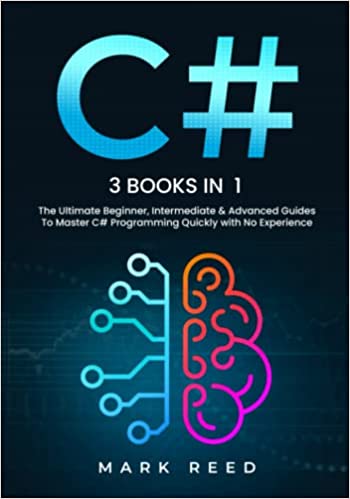 C#
3 BOOKS IN 1
The Ultimate Beginner, Intermediate & Advanced Guides
To Master C# Programming Quickly with No Experience
MARK REED